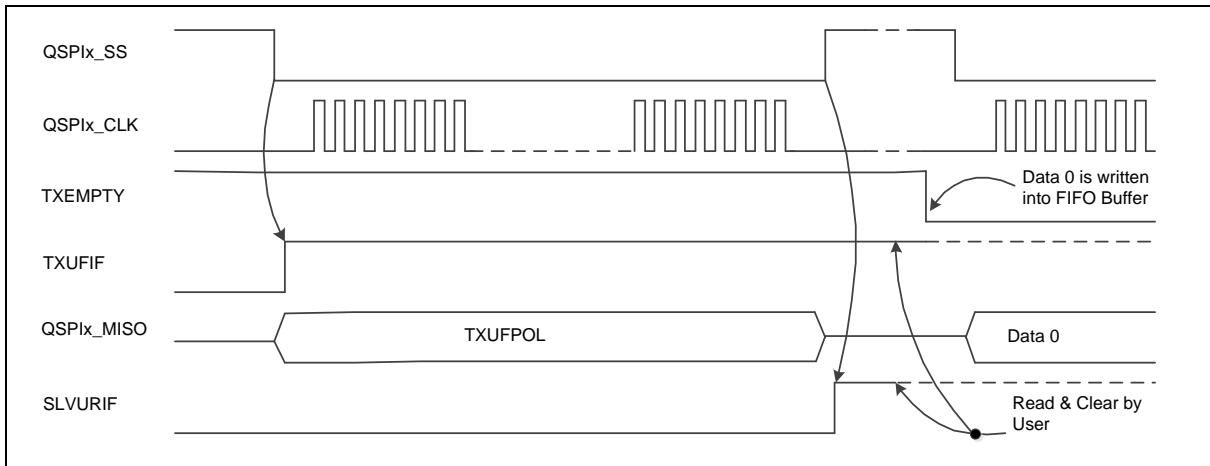 QSPIx_SS
QSPIx_CLK
TXEMPTY
Data 0 is written
into FIFO Buffer
TXUFIF
QSPIx_MISO
TXUFPOL
Data 0
SLVURIF
Read & Clear by
User